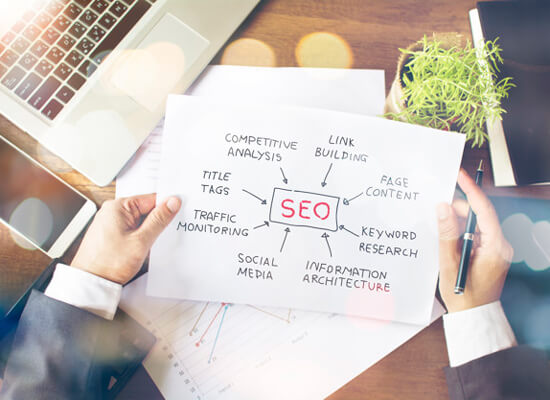 COMPETITIVE
ANALYSIS
LINK
BUILDING
TITLE
TAGS
PAGE
CONTENT
SEO
TRAFFIC
MONITORING
KEYWORD
RESEARCH
SOCIAL
MEDIA
INFORMATION
ARCHITECTURE